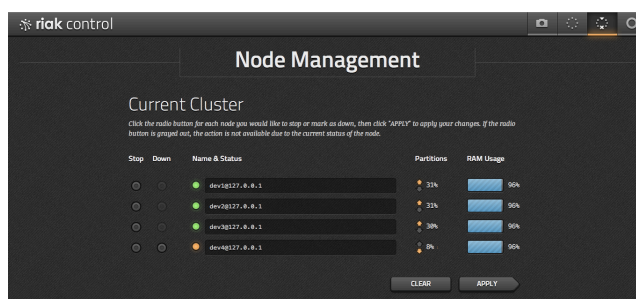 riak control
Node Management
Current Cluster
Click the radio button for each node you would like to stop or mark as down, then click "APPLY" to apply your changes. If the radio
button is grayed out, the action is not available due to the current status of the node.
Stop Down Name & Status Partitions RAM Usage
dev1@127.0.0.1 31% 96%
dev2@127.0.0.1 31% 96%
dev3@127.0.0.1 30% 96%
dev4@127.0.0.1 8% 96%
CLEAR APPLY